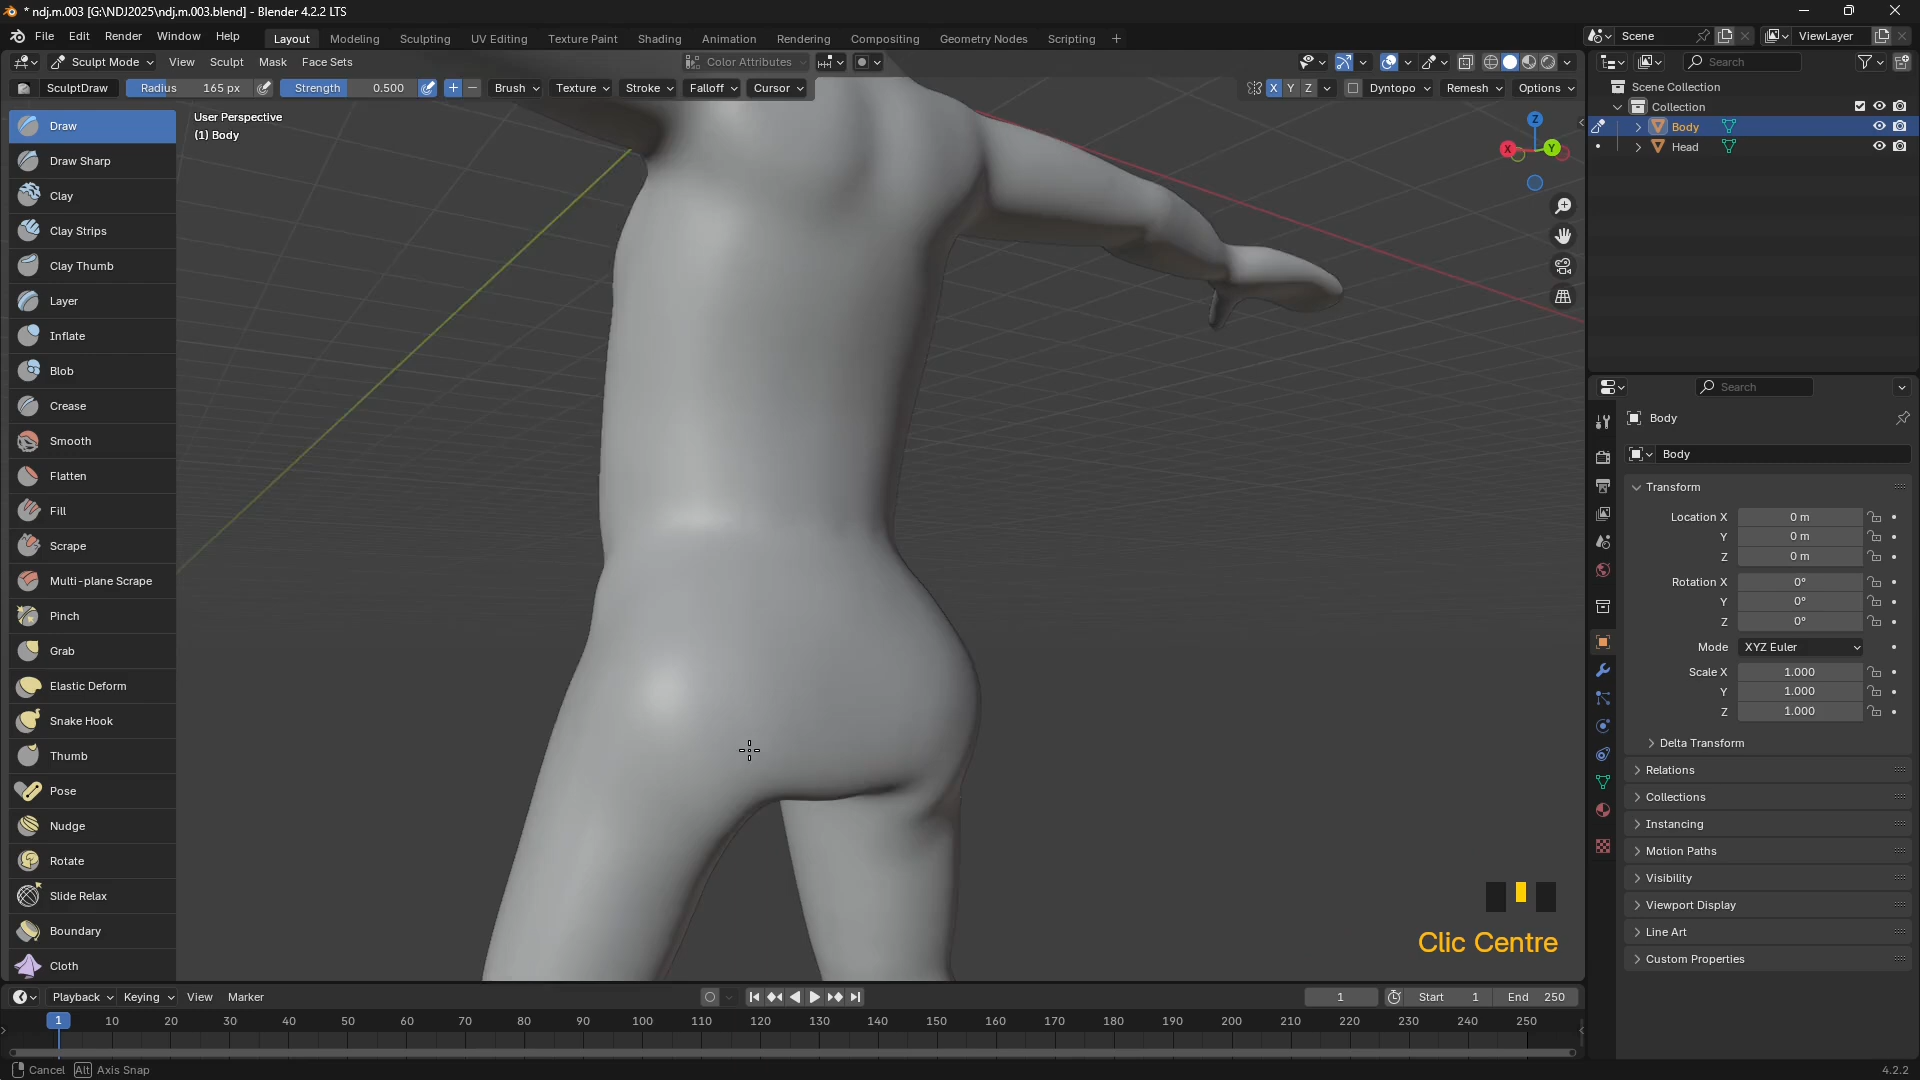 * ndj.m.003 [G:\NDJ2025\ndj.m.003.blend] - Blender 4.2.2 LTS
File Edit Render Window Help Layout Modeling Sculpting UV Editing Texture Paint Shading Animation Rendering Compositing Geometry Nodes Scripting + Scene ViewLayer
Sculpt Mode View Sculpt Mask Face Sets Color Attributes Search
SculptDraw Radius 165 px Strength 0.500 Brush Texture Stroke Falloff Cursor X Y Z Dyntopo Remesh Options
Scene Collection
Collection
Body
Head
User Perspective
(1) Body
Z
X
Y
Draw
Draw Sharp
Clay
Clay Strips
Clay Thumb
Layer
Inflate
Blob
Crease
Smooth
Flatten
Fill
Scrape
Multi-plane Scrape
Pinch
Grab
Elastic Deform
Snake Hook
Thumb
Pose
Nudge
Rotate
Slide Relax
Boundary
Cloth
Clic Centre
Search
Body
Body
Transform
Location X 0 m
Y 0 m
Z 0 m
Rotation X 0°
Y 0°
Z 0°
Mode XYZ Euler
Scale X 1.000
Y 1.000
Z 1.000
Delta Transform
Relations
Collections
Instancing
Motion Paths
Visibility
Viewport Display
Line Art
Custom Properties
Playback Keying View Marker 1 Start 1 End 250
1 10 20 30 40 50 60 70 80 90 100 110 120 130 140 150 160 170 180 190 200 210 220 230 240 250
Cancel Alt Axis Snap 4.2.2